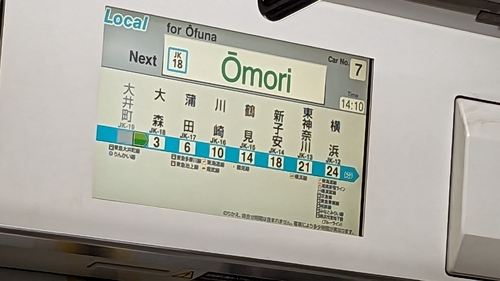 Local
for Ōfuna
Next
JK
18
Ōmori
Car No. 7
Time
14:10
大井町
大森
蒲田
川崎
鶴見
新子安
東神奈川
横浜
JK-19
JK-18
JK-17
JK-16
JK-15
JK-14
JK-13
JK-12
3
6
10
14
18
21
24
(分)